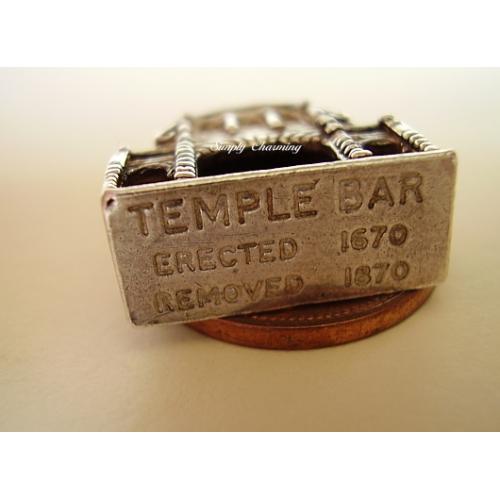 Simply Charming
TEMPLE BAR
ERECTED 1670
REMOVED 1870